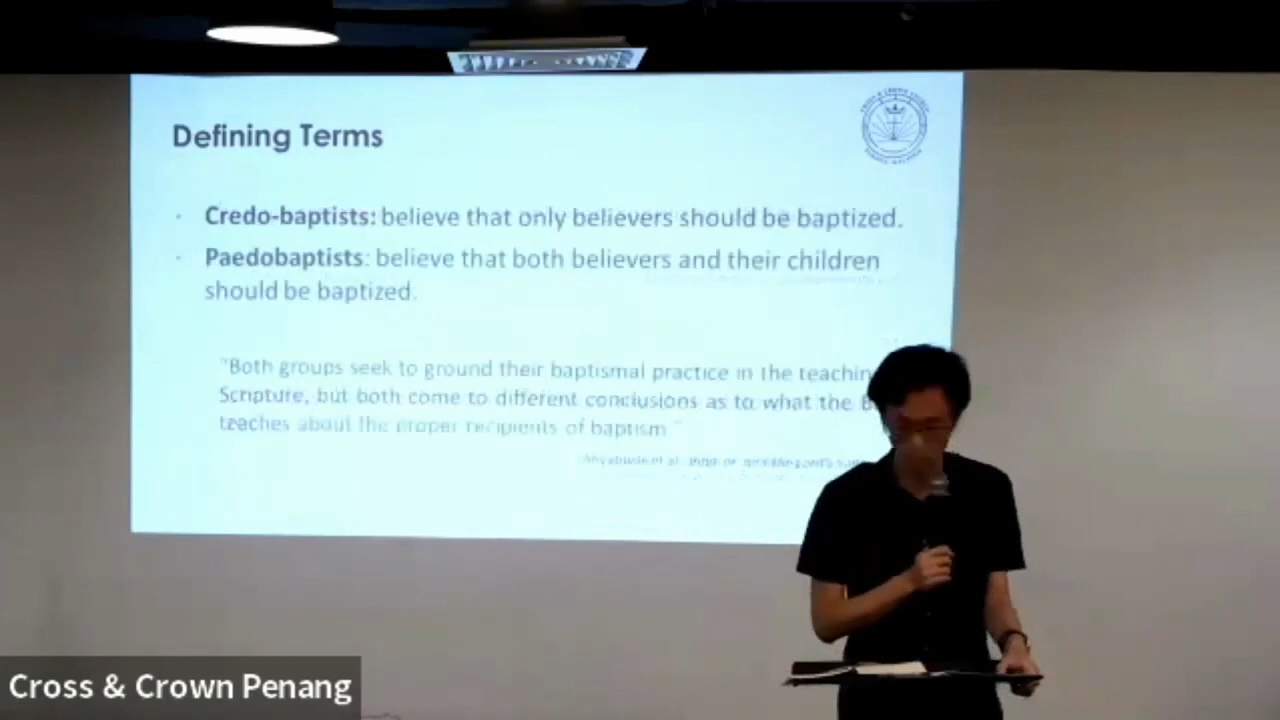 Defining Terms
· Credo-baptists: believe that only believers should be baptized.
· Paedobaptists: believe that both believers and their children
should be baptized.
"Both groups seek to ground their baptismal practice in the teachin
Scripture, but both come to different conclusions as to what the B
teaches about the proper recipients of baptism."
Cross & Crown Penang